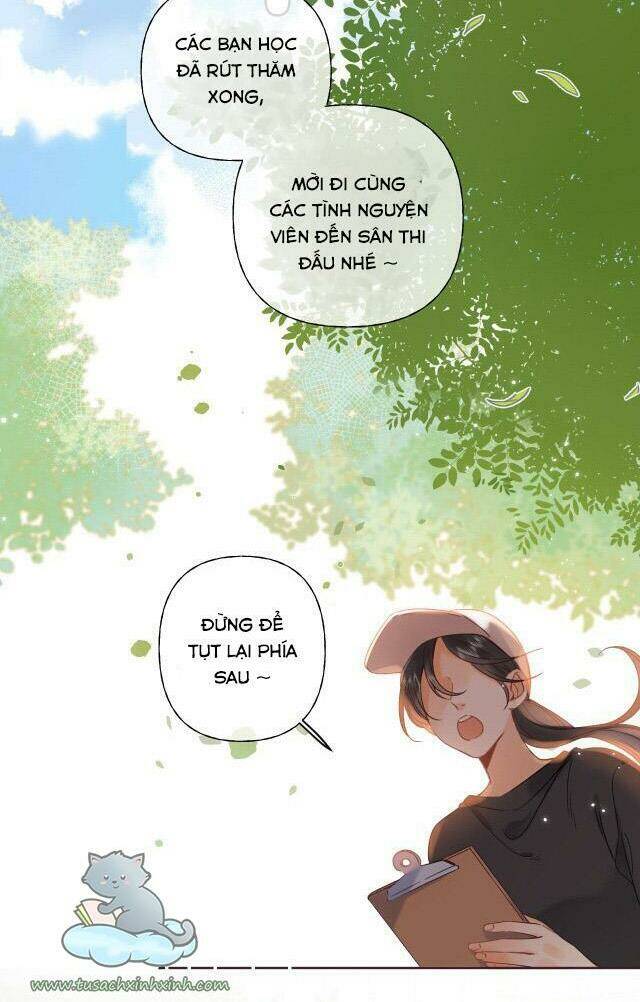 CÁC BẠN HỌC
ĐÃ RÚT THĂM
XONG,
MỜI ĐI CÙNG
CÁC TÌNH NGUYỆN
VIÊN ĐẾN SÂN THI
ĐẤU NHÉ ~
ĐỪNG ĐỂ
TỤT LẠI PHÍA
SAU ~
www.tusachxinhxinh.com